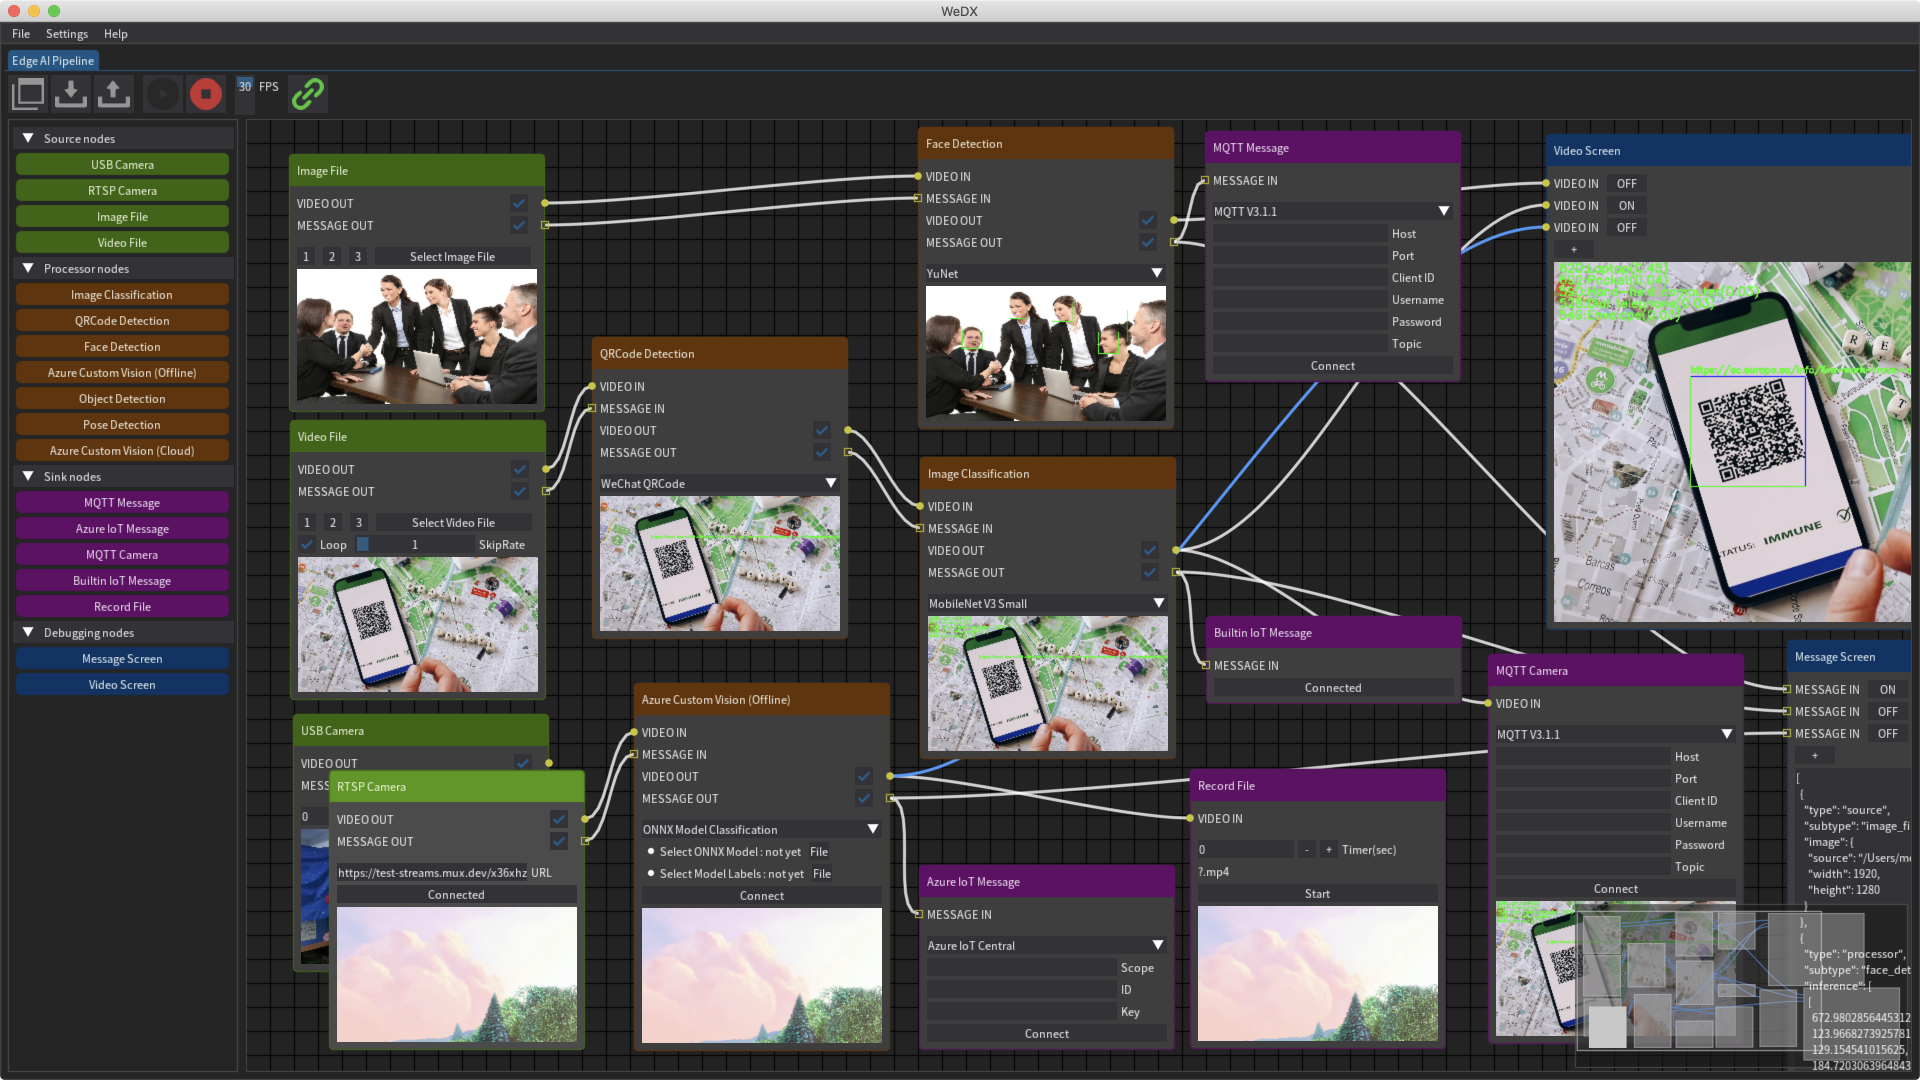 WeDX
File
Settings
Help
Edge AI Pipeline
30 FPS
Source nodes
USB Camera
RTSP Camera
Image File
Video File
Processor nodes
Image Classification
QRCode Detection
Face Detection
Azure Custom Vision (Offline)
Object Detection
Pose Detection
Azure Custom Vision (Cloud)
Sink nodes
MQTT Message
Azure IoT Message
MQTT Camera
Builtin IoT Message
Record File
Debugging nodes
Message Screen
Video Screen
Image File
VIDEO OUT
MESSAGE OUT
1 2 3 Select Image File
Video File
VIDEO OUT
MESSAGE OUT
1 2 3 Select Video File
Loop 1 SkipRate
USB Camera
VIDEO OUT
MESS
0
RTSP Camera
VIDEO OUT
MESSAGE OUT
https://test-streams.mux.dev/x36xhz URL
Connected
QRCode Detection
VIDEO IN
MESSAGE IN
VIDEO OUT
MESSAGE OUT
WeChat QRCode
Azure Custom Vision (Offline)
VIDEO IN
MESSAGE IN
VIDEO OUT
MESSAGE OUT
ONNX Model Classification
Select ONNX Model : not yet File
Select Model Labels : not yet File
Connect
Face Detection
VIDEO IN
MESSAGE IN
VIDEO OUT
MESSAGE OUT
YuNet
Image Classification
VIDEO IN
MESSAGE IN
VIDEO OUT
MESSAGE OUT
MobileNet V3 Small
Azure IoT Message
MESSAGE IN
Azure IoT Central
Scope
ID
Key
Connect
MQTT Message
MESSAGE IN
MQTT V3.1.1
Host
Port
Client ID
Username
Password
Topic
Connect
Builtin IoT Message
MESSAGE IN
Connected
Record File
VIDEO IN
0 - + Timer(sec)
?.mp4
Start
MQTT Camera
VIDEO IN
MQTT V3.1.1
Host
Port
Client ID
Username
Password
Topic
Connect
Video Screen
VIDEO IN OFF
VIDEO IN ON
VIDEO IN OFF
+
STATUS: IMMUNE
Barcas
Correos
Message Screen
MESSAGE IN ON
MESSAGE IN OFF
MESSAGE IN OFF
+
[
{
"type": "source",
"subtype": "image_fi
"image": {
"source": "/Users/m
"width": 1920,
"height": 1280
}
},
{
"type": "processor",
"subtype": "face_det
"inference": [
[
672.9802856445312
123.9668273925781
129.154541015625,
184.7203063964843